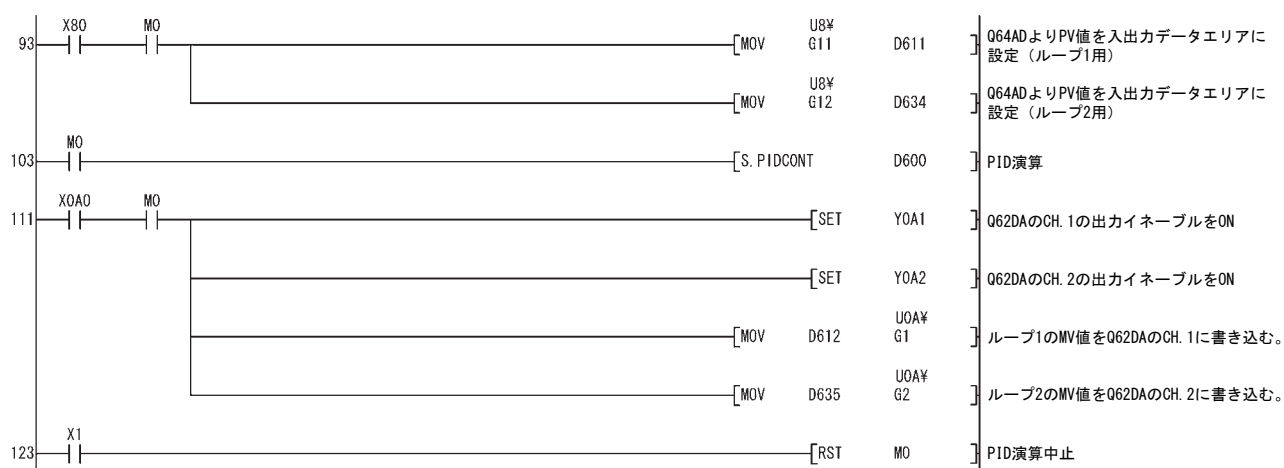 X80 M0 U8¥
93 [MOV G11 D611 ] Q64ADよりPV値を入出力データエリアに
設定（ループ1用）
U8¥
[MOV G12 D634 ] Q64ADよりPV値を入出力データエリアに
設定（ループ2用）
M0
103 [S.PIDCONT D600 ] PID演算
X0A0 M0
111 [SET Y0A1 ] Q62DAのCH.1の出力イネーブルをON
[SET Y0A2 ] Q62DAのCH.2の出力イネーブルをON
U0A¥
[MOV D612 G1 ] ループ1のMV値をQ62DAのCH.1に書き込む。
U0A¥
[MOV D635 G2 ] ループ2のMV値をQ62DAのCH.2に書き込む。
X1
123 [RST M0 ] PID演算中止